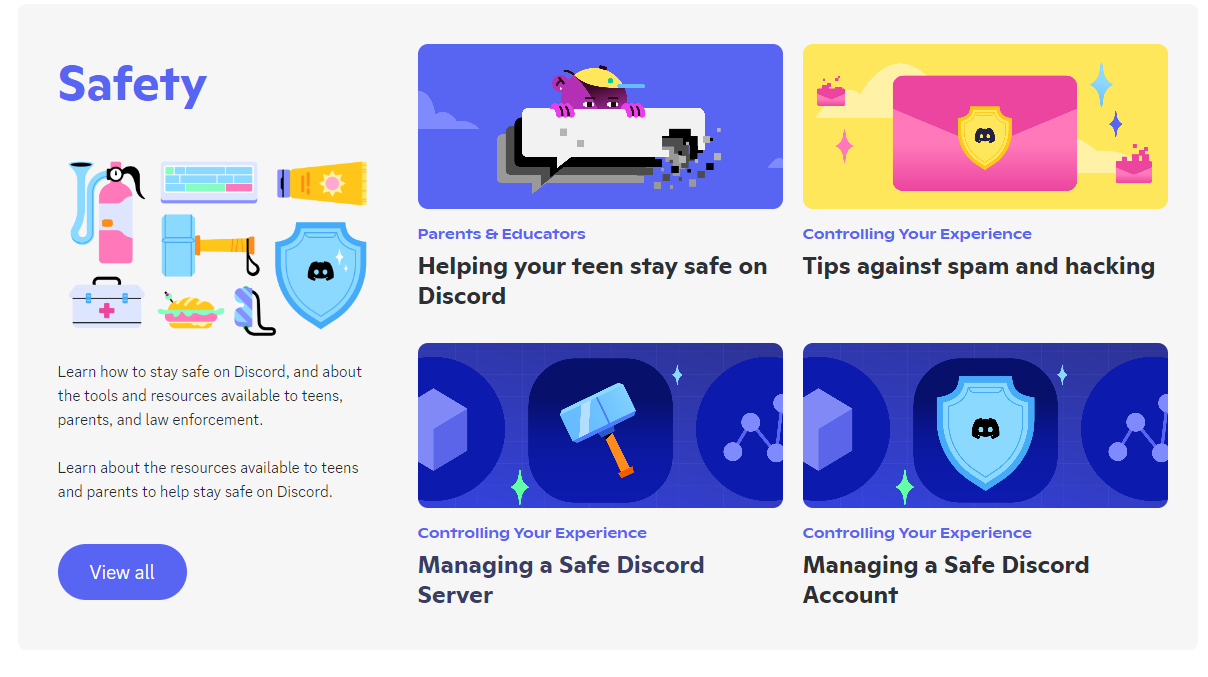 Safety
Learn how to stay safe on Discord, and about
the tools and resources available to teens,
parents, and law enforcement.
Learn about the resources available to teens
and parents to help stay safe on Discord.
View all
Parents & Educators
Helping your teen stay safe on
Discord
Controlling Your Experience
Tips against spam and hacking
Controlling Your Experience
Managing a Safe Discord
Server
Controlling Your Experience
Managing a Safe Discord
Account